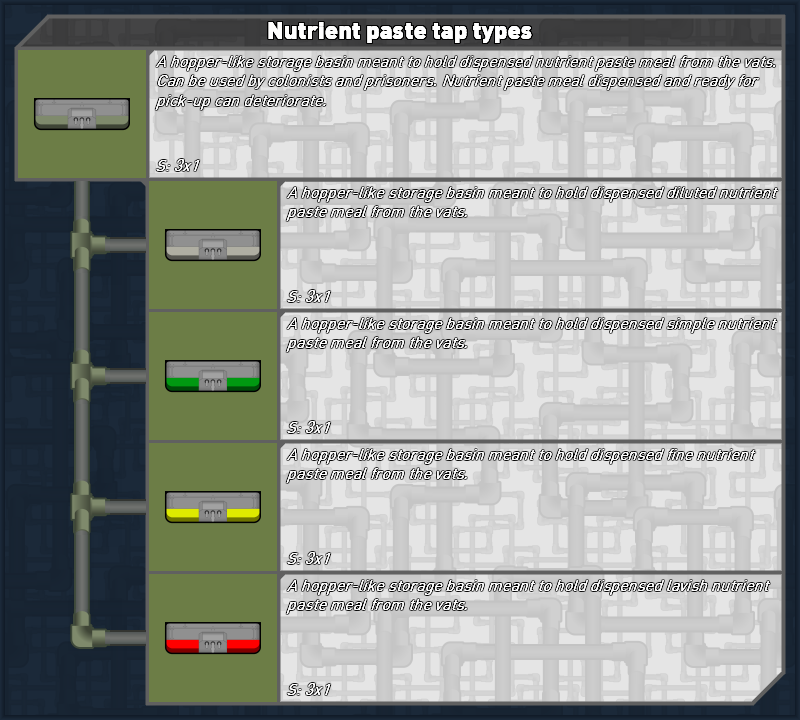 Nutrient paste tap types
A hopper-like storage basin meant to hold dispensed nutrient paste meal from the vats.
Can be used by colonists and prisoners. Nutrient paste meal dispensed and ready for
pick-up can deteriorate.
S: 3x1
A hopper-like storage basin meant to hold dispensed diluted nutrient
paste meal from the vats.
S: 3x1
A hopper-like storage basin meant to hold dispensed simple nutrient
paste meal from the vats.
S: 3x1
A hopper-like storage basin meant to hold dispensed fine nutrient
paste meal from the vats.
S: 3x1
A hopper-like storage basin meant to hold dispensed lavish nutrient
paste meal from the vats.
S: 3x1